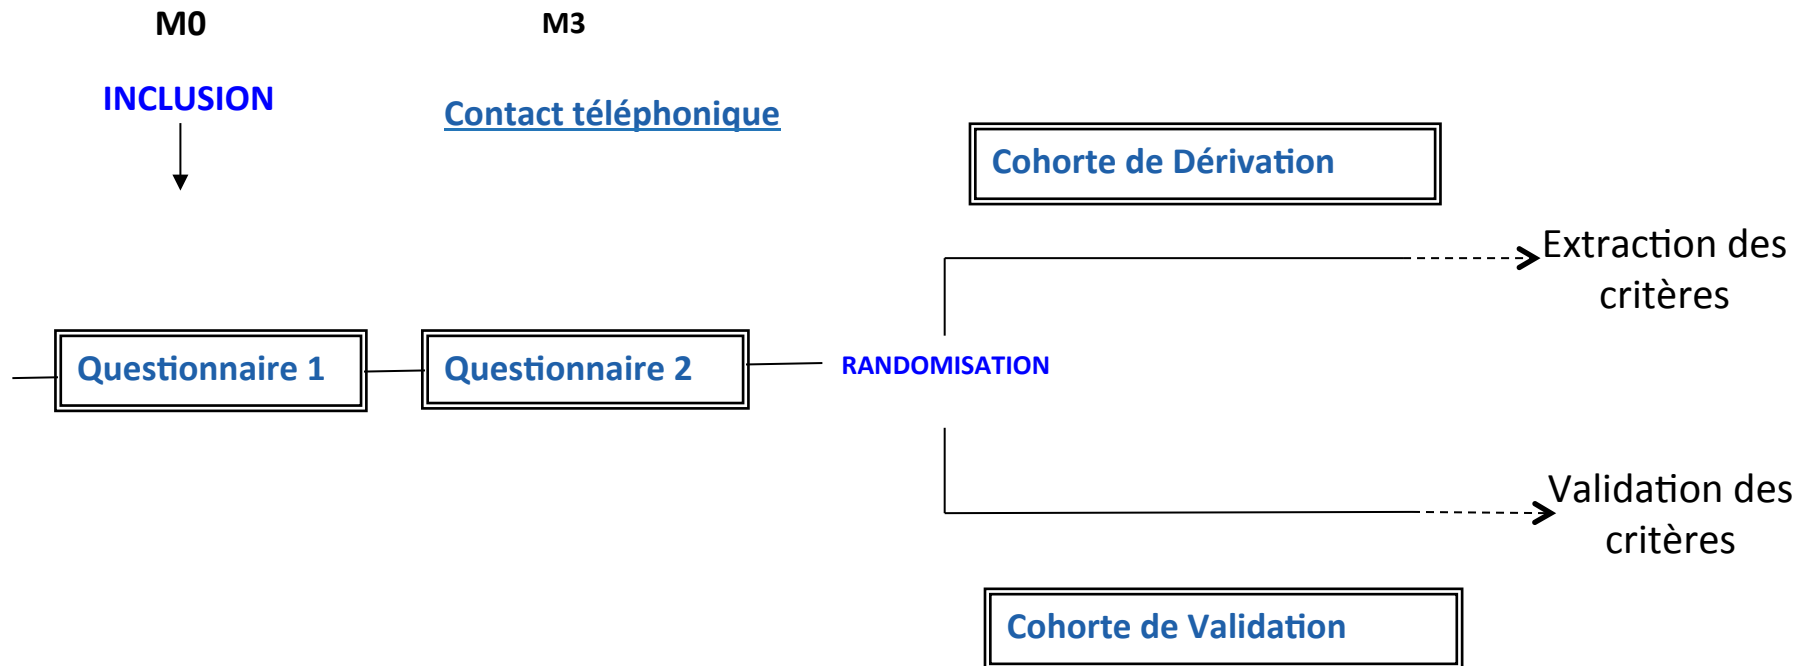 M0
M3
INCLUSION
Contact téléphonique
Cohorte de Dérivation
Extraction des
critères
Questionnaire 1
Questionnaire 2
RANDOMISATION
Validation des
critères
Cohorte de Validation